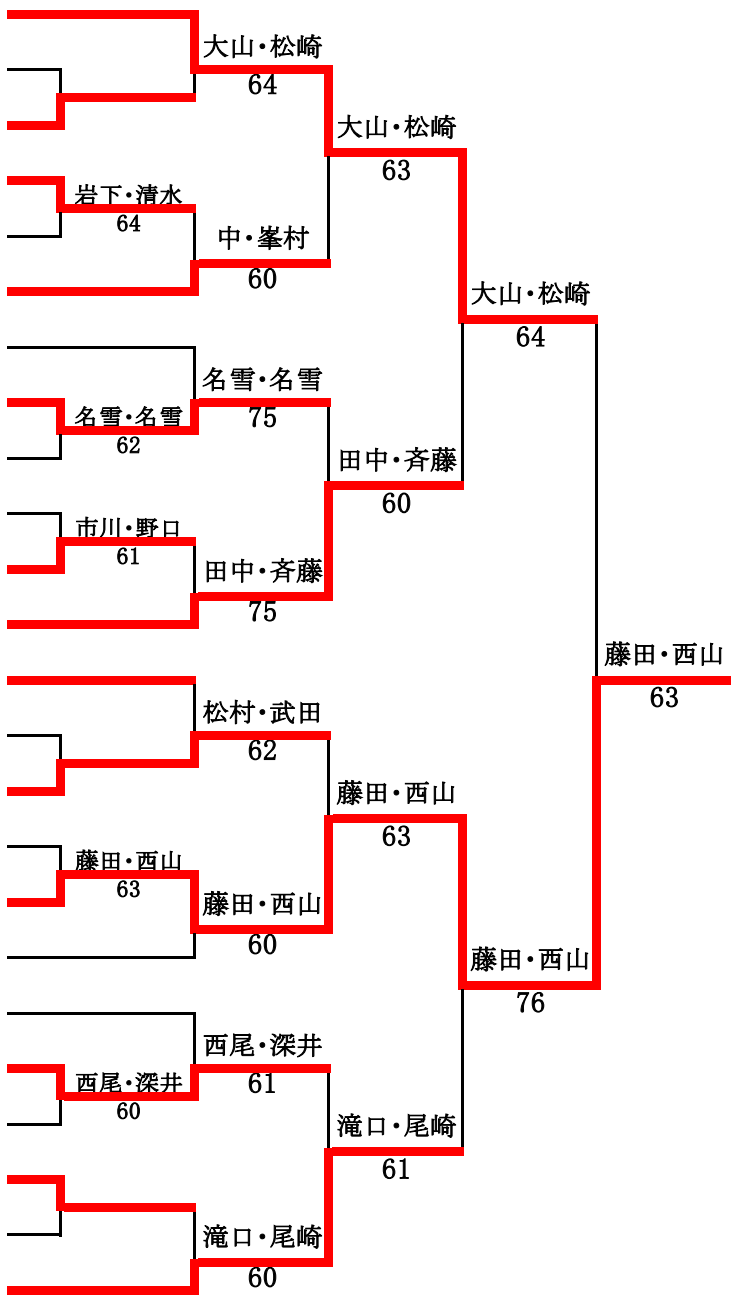 大山・松崎
64
大山・松崎
63
岩下・清水
64
中・峯村
60
大山・松崎
64
名雪・名雪
75
名雪・名雪
62
田中・斉藤
60
市川・野口
61
田中・斉藤
75
藤田・西山
63
松村・武田
62
藤田・西山
63
藤田・西山
63
藤田・西山
60
藤田・西山
76
西尾・深井
61
西尾・深井
60
滝口・尾崎
61
滝口・尾崎
60